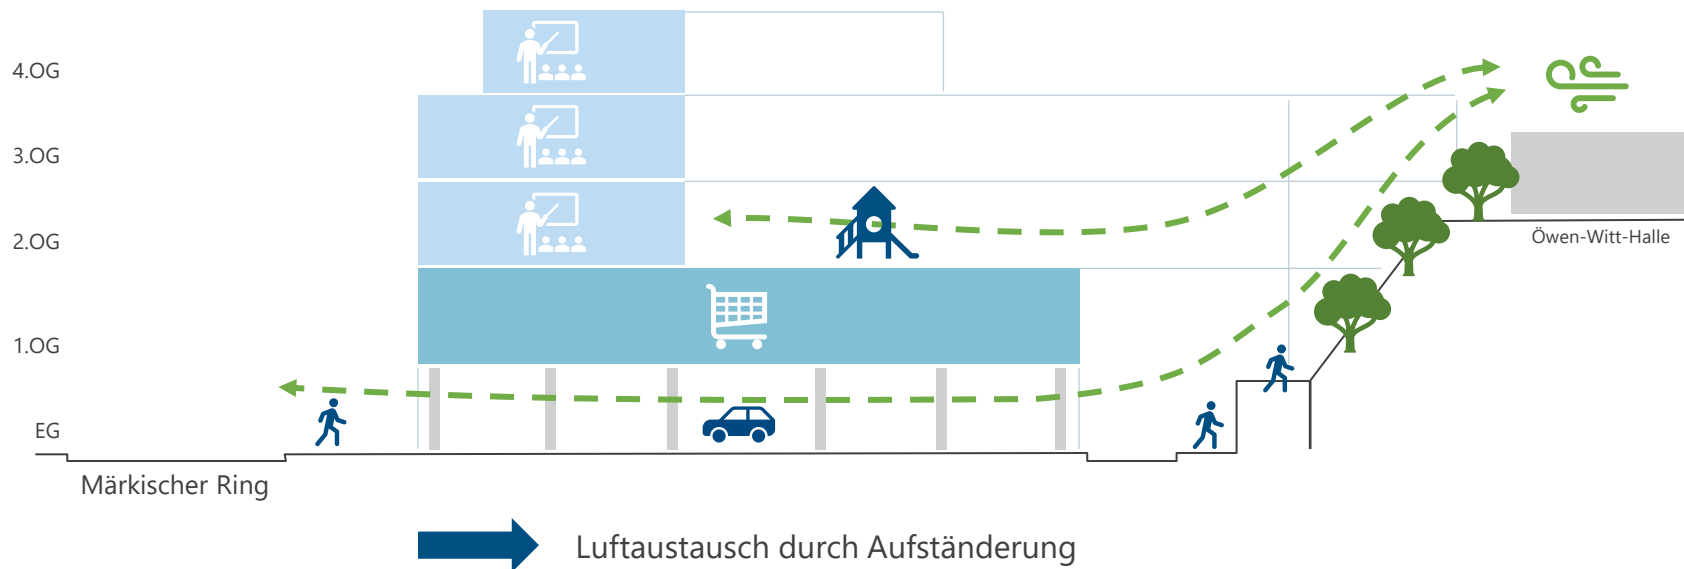 4.OG
3.OG
2.OG
Öwen-Witt-Halle
1.OG
EG
Märkischer Ring
Luftaustausch durch Aufständerung